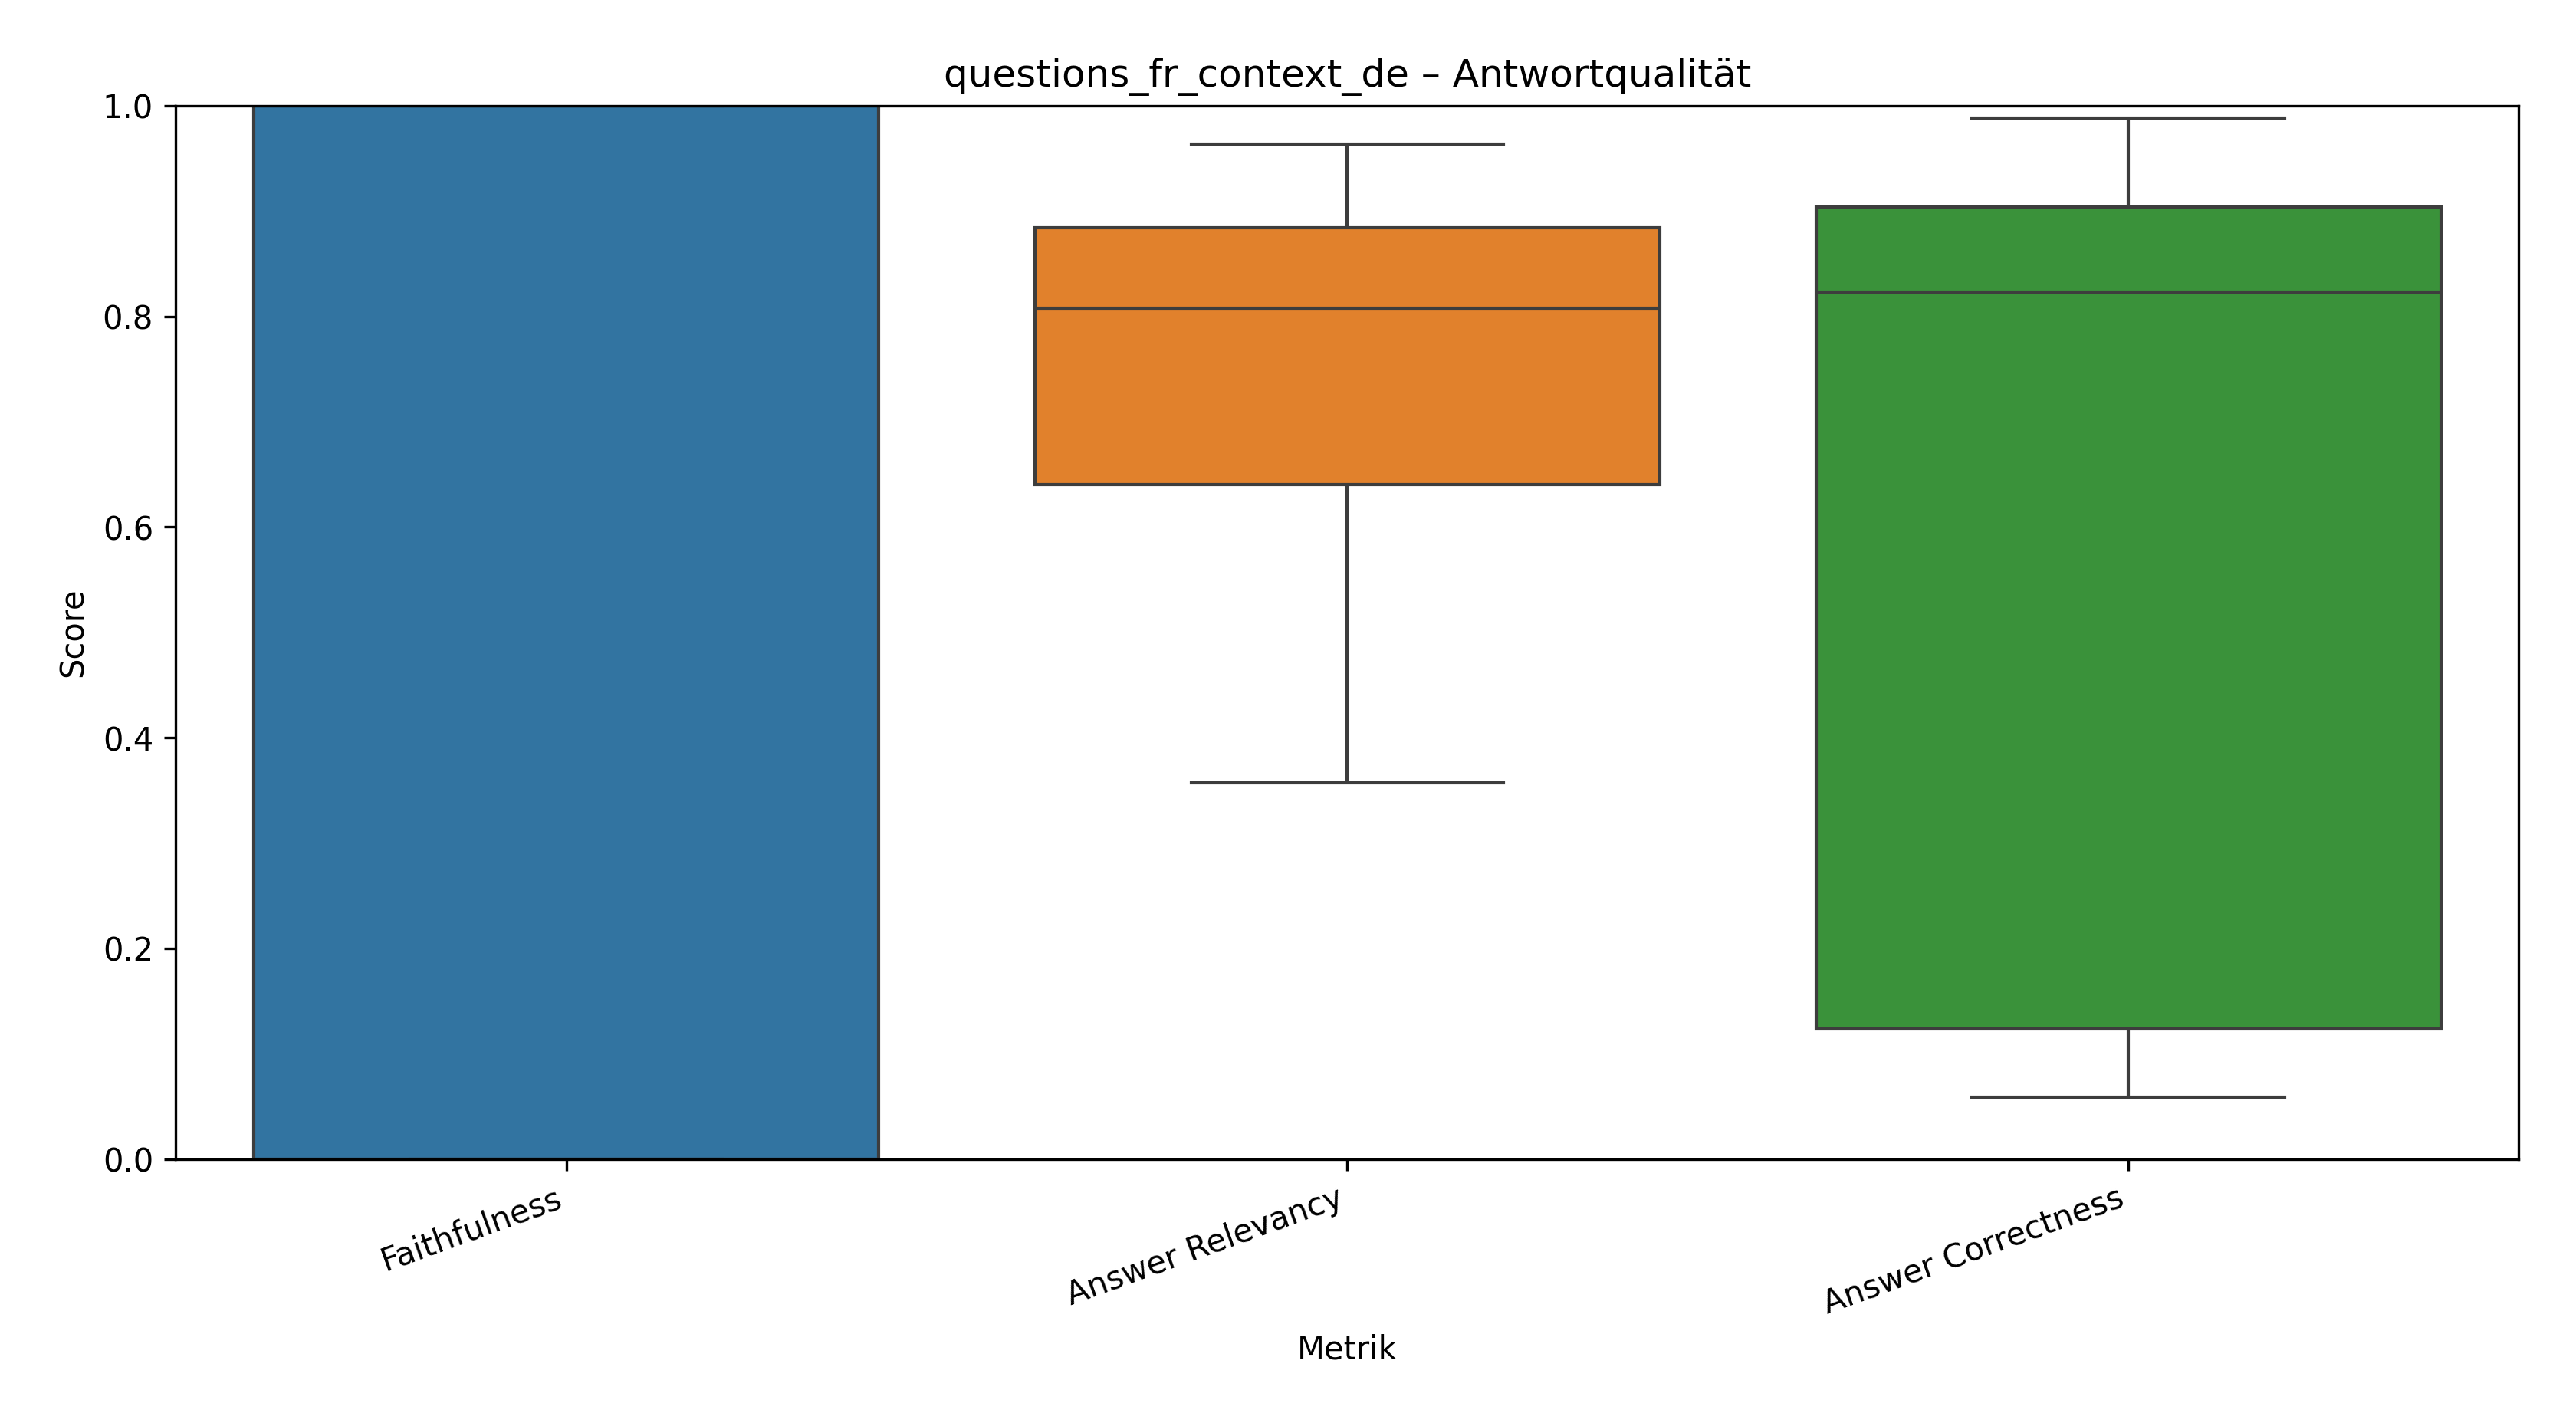 questions_fr_context_de – Antwortqualität
1.0
0.8
0.6
0.4
0.2
0.0
Score
Faithfulness
Answer Relevancy
Answer Correctness
Metrik